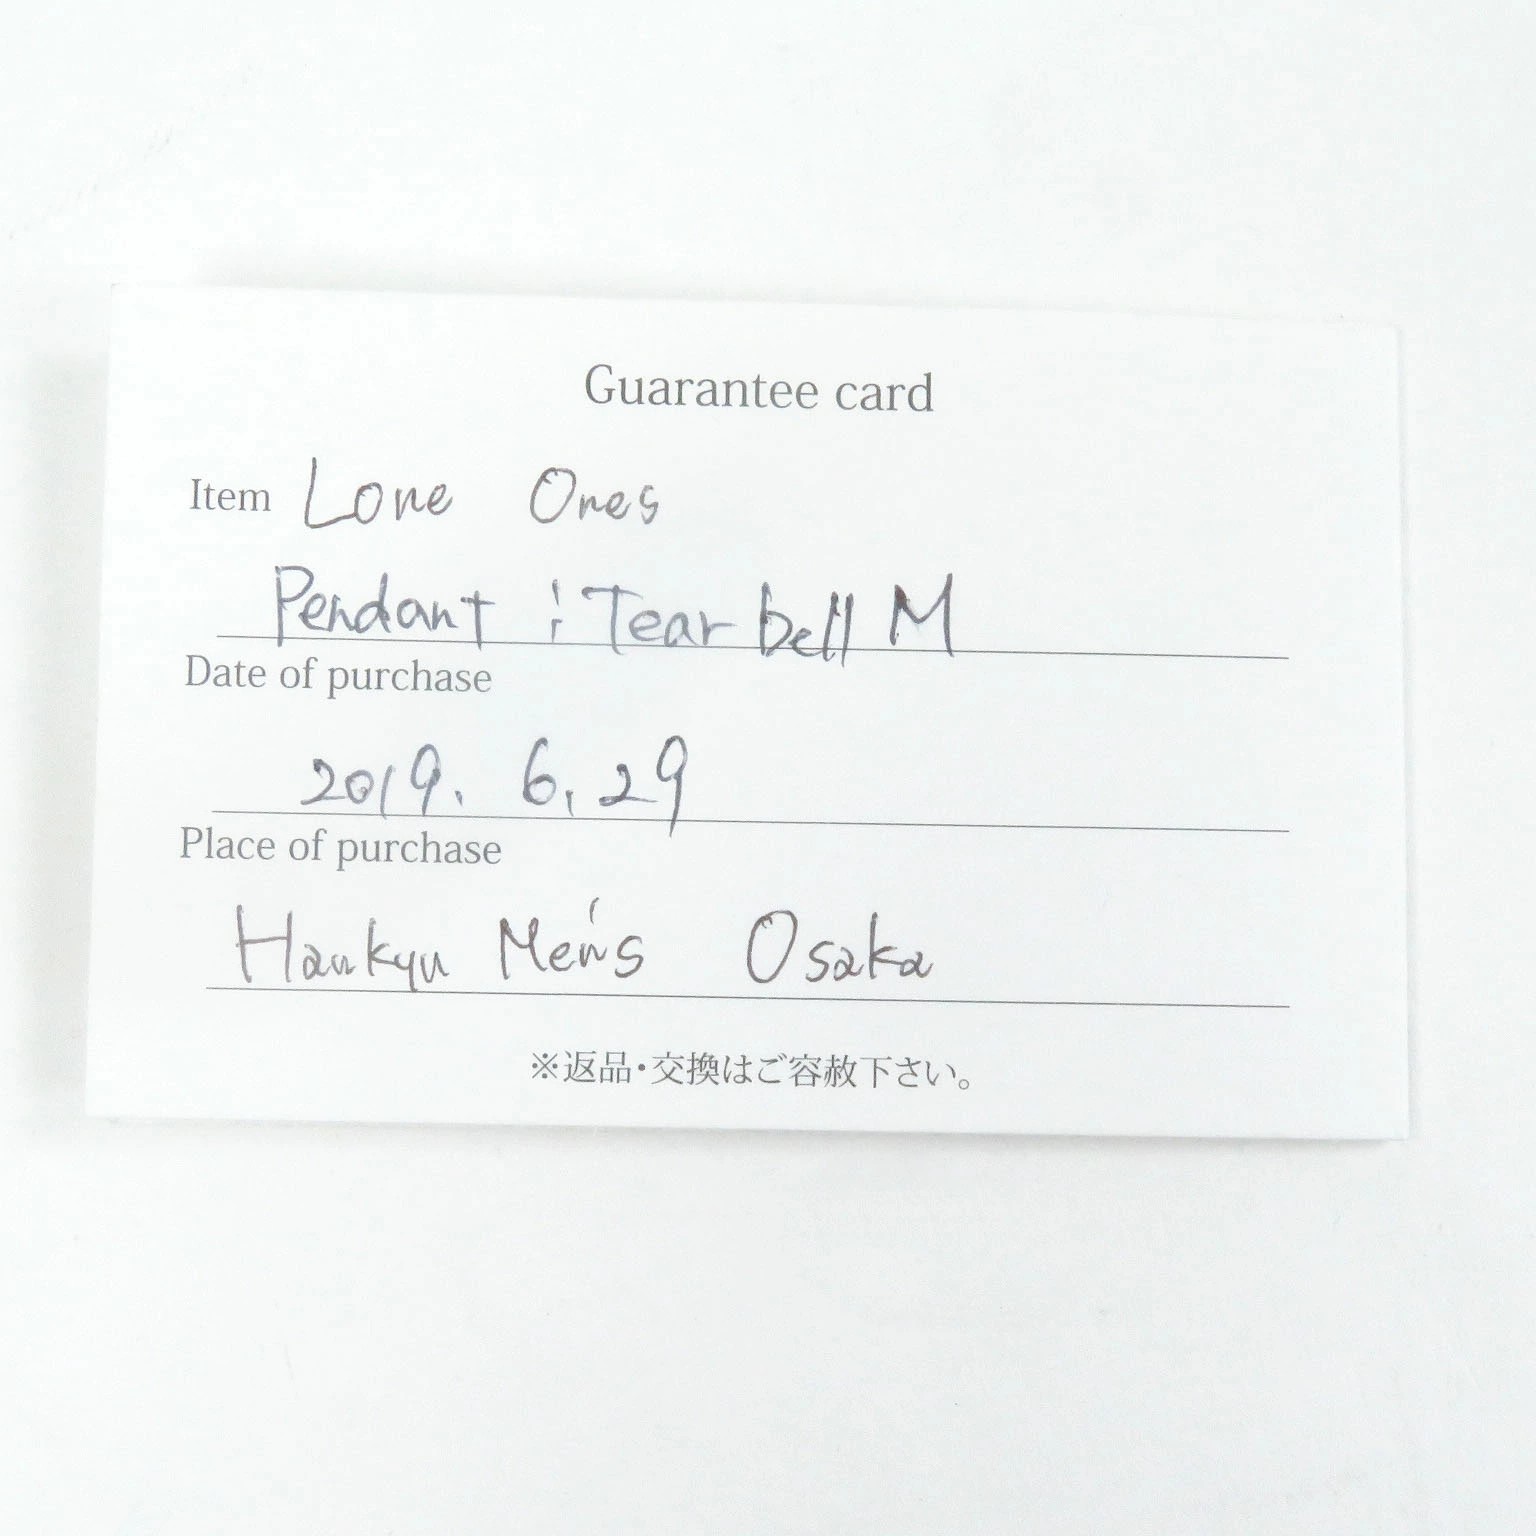 Guarantee card
Item Lone Ones
Pendant : Tear bell M
Date of purchase
2019. 6, 29
Place of purchase
Hankyu Men's Osaka
※返品・交換はご容赦下さい。